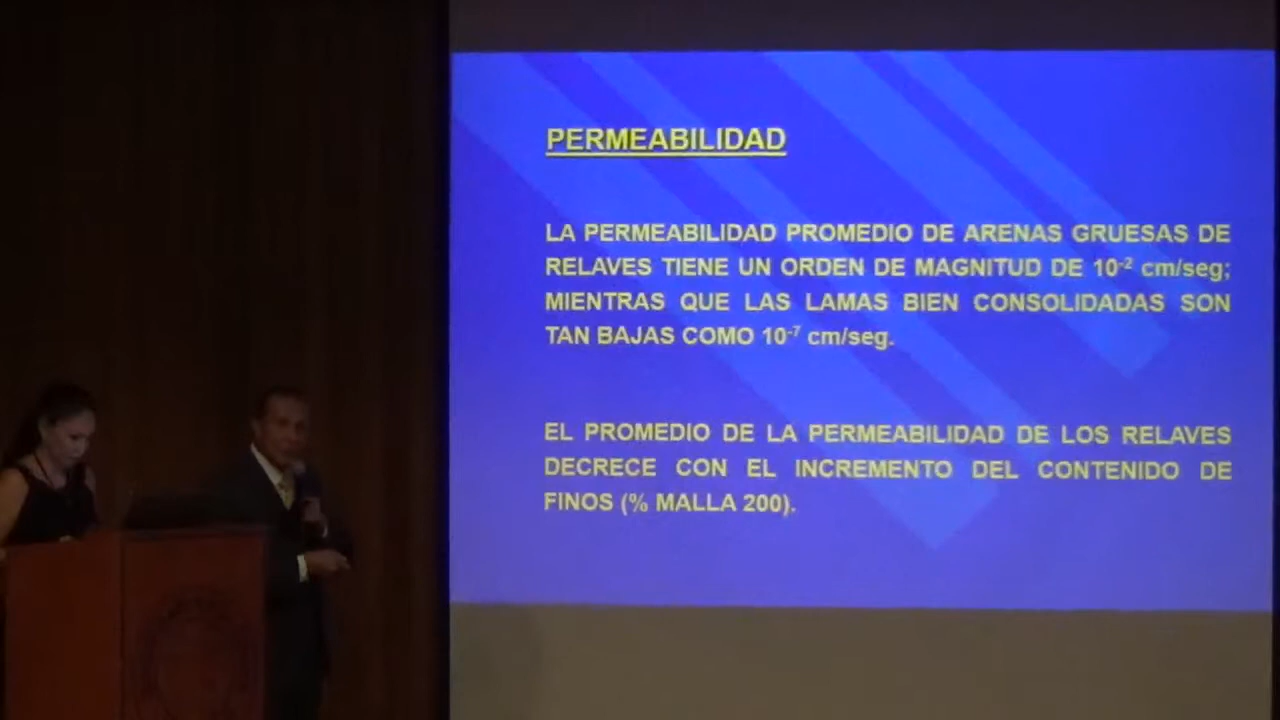 PERMEABILIDAD
LA PERMEABILIDAD PROMEDIO DE ARENAS GRUESAS DE
RELAVES TIENE UN ORDEN DE MAGNITUD DE 10⁻² cm/seg;
MIENTRAS QUE LAS LAMAS BIEN CONSOLIDADAS SON
TAN BAJAS COMO 10⁻⁷ cm/seg.
EL PROMEDIO DE LA PERMEABILIDAD DE LOS RELAVES
DECRECE CON EL INCREMENTO DEL CONTENIDO DE
FINOS (% MALLA 200).